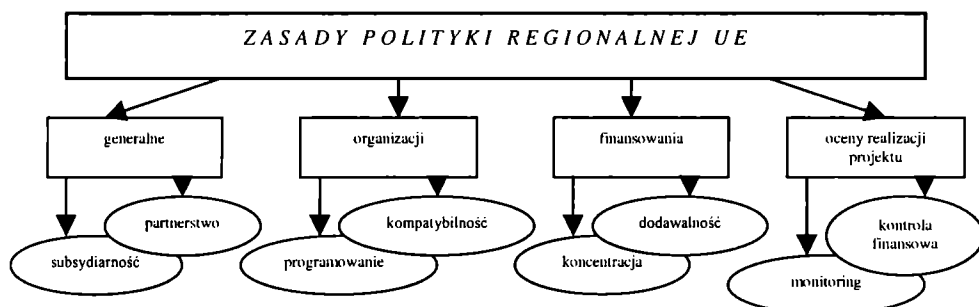 ZASADY POLITYKI REGIONALNEJ UE
generalne
organizacji
finansowania
oceny realizacji
projektu
partnerstwo
kompatybilność
dodawalność
kontrola
finansowa
subsydiarność
programowanie
koncentracja
monitoring